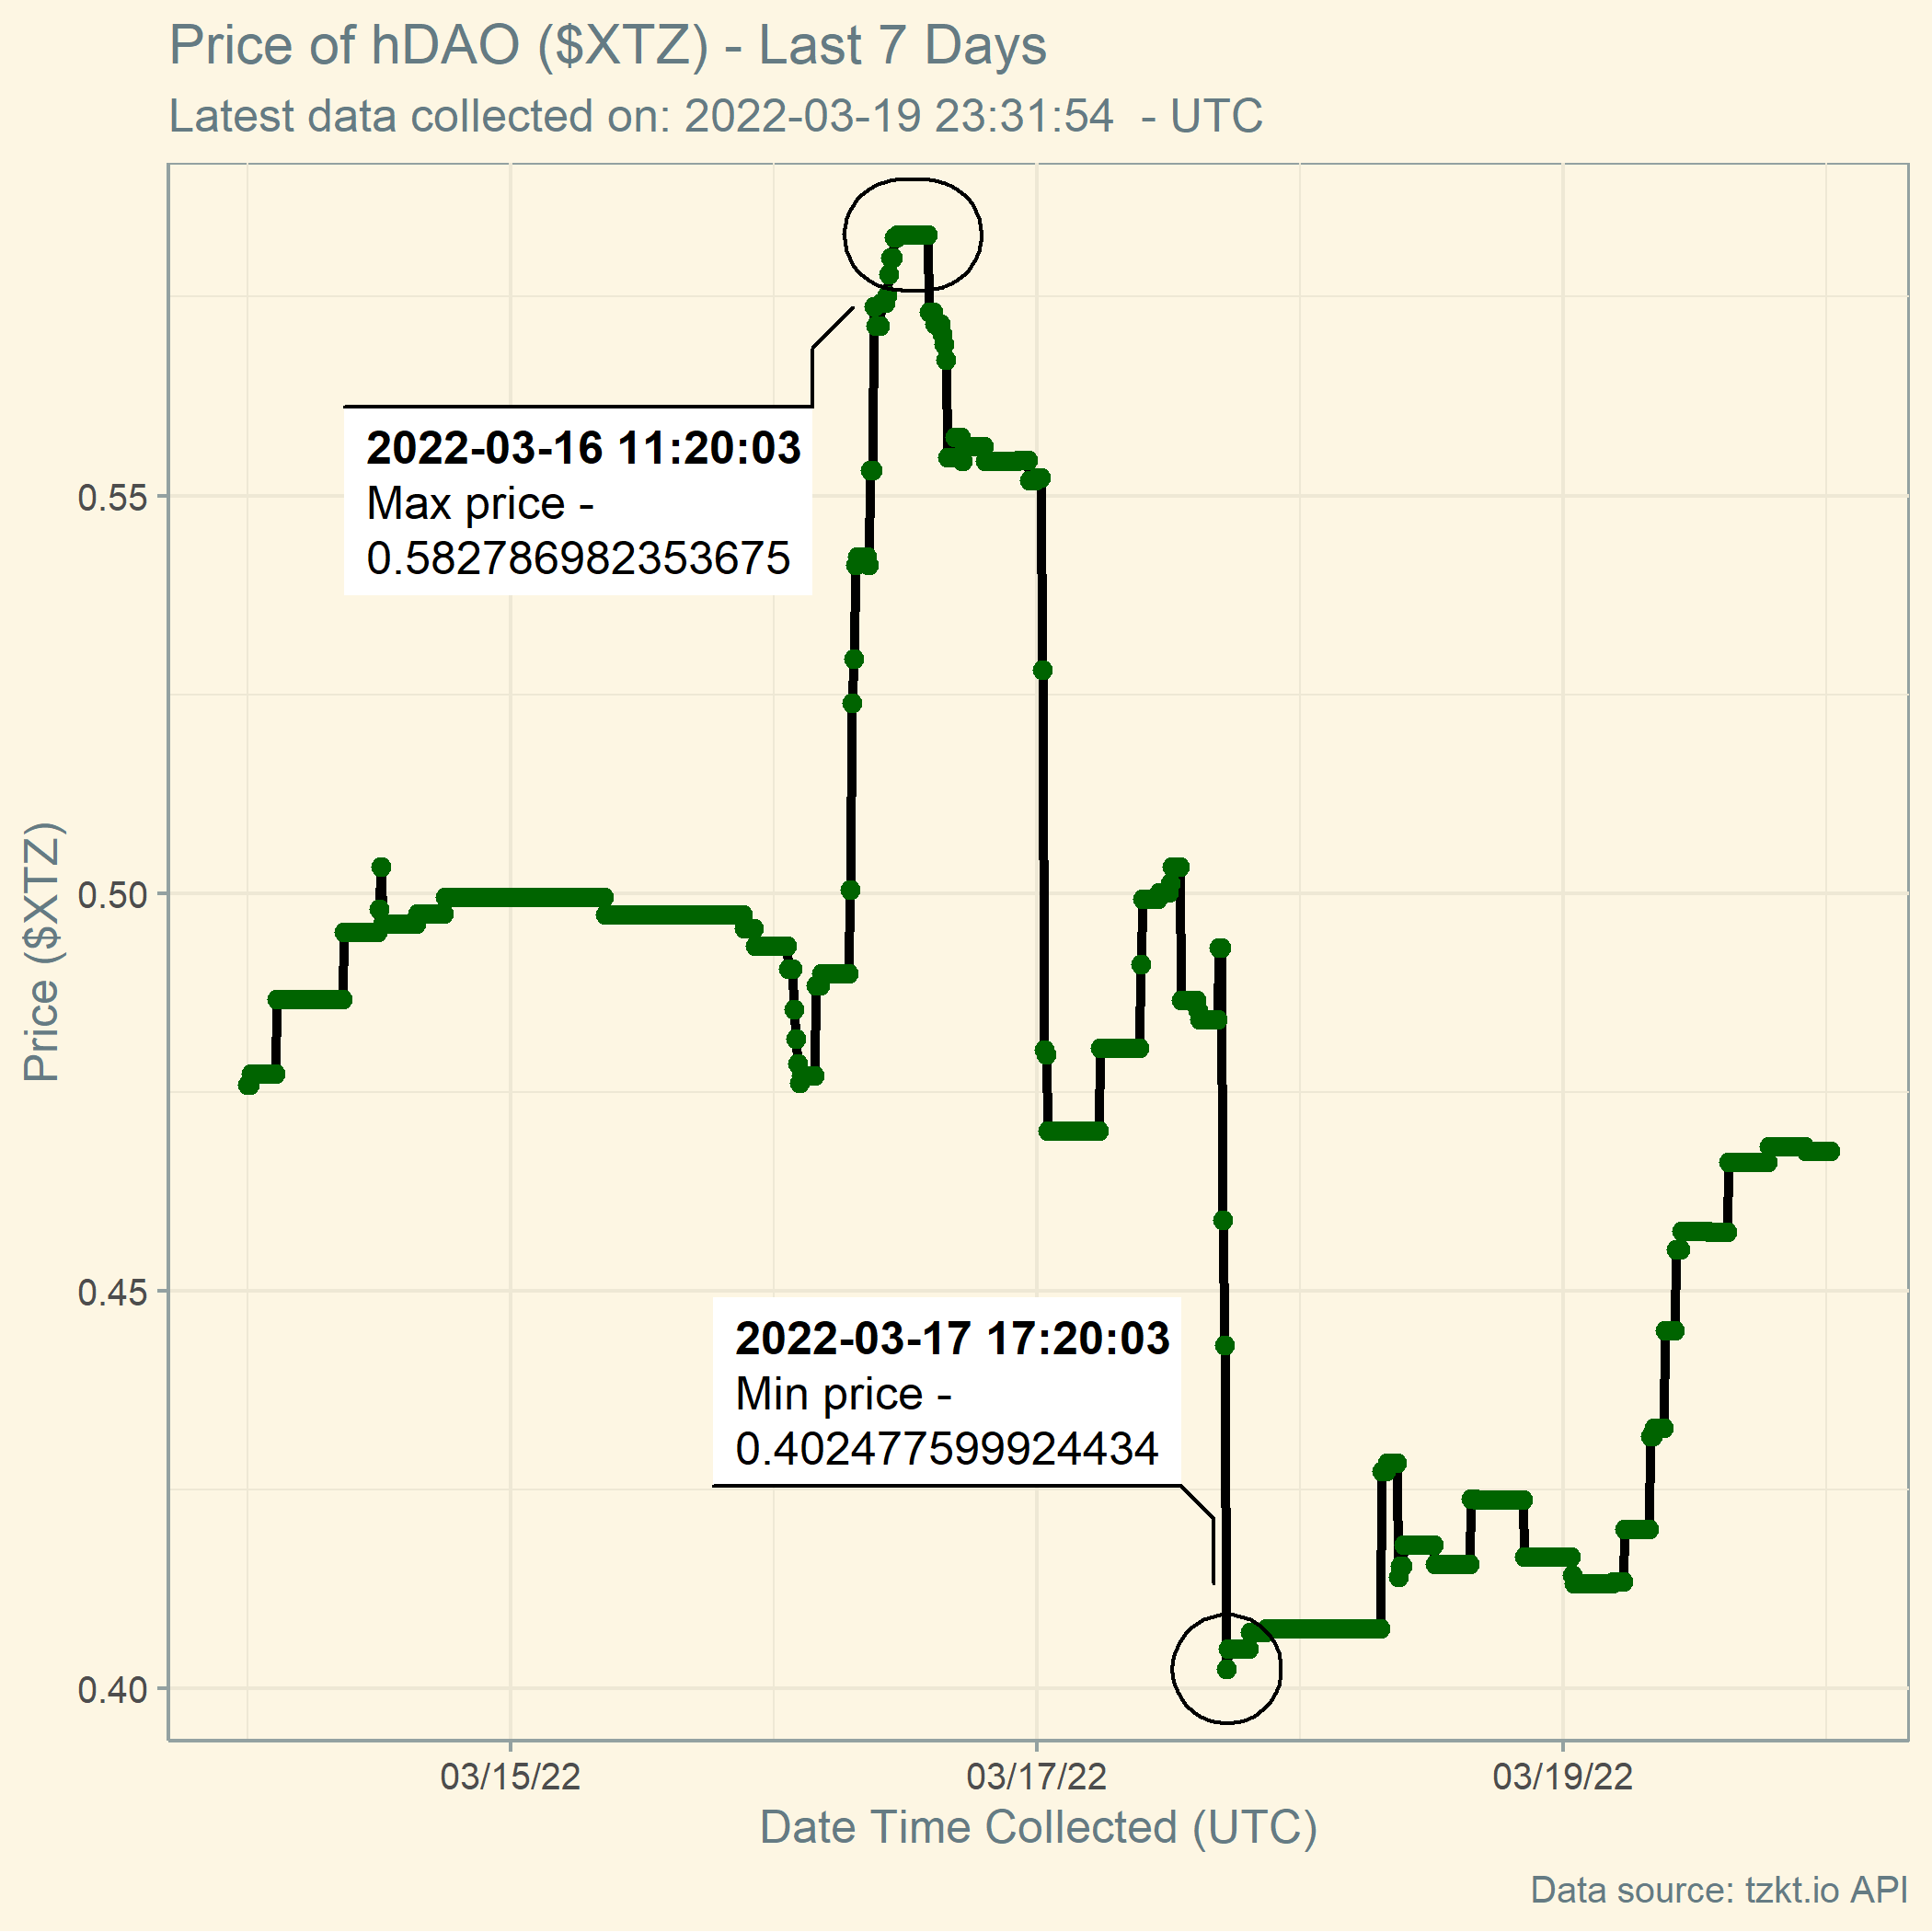 Price of hDAO ($XTZ) - Last 7 Days
Latest data collected on: 2022-03-19 23:31:54  - UTC
2022-03-16 11:20:03
Max price -
0.582786982353675
0.55
0.50
Price ($XTZ)
0.45
2022-03-17 17:20:03
Min price -
0.402477599924434
0.40
03/15/22
03/17/22
03/19/22
Date Time Collected (UTC)
Data source: tzkt.io API